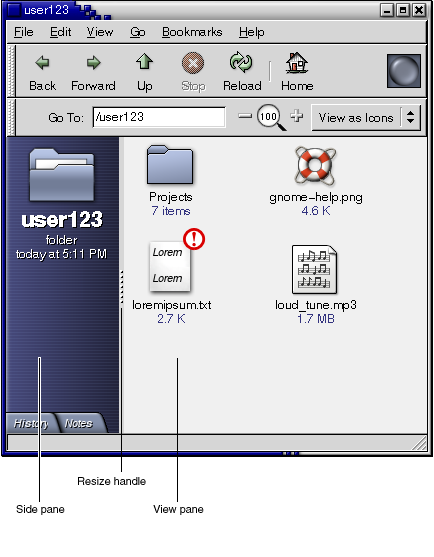 user123
File Edit View Go Bookmarks Help
Back Forward Up Stop Reload Home
Go To: /user123 100 View as Icons
user123
folder
today at 5:11 PM
Projects
7 items
gnome-help.png
4.6 K
Lorem
Lorem
loremipsum.txt
2.7 K
loud_tune.mp3
1.7 MB
History Notes
Resize handle
Side pane
View pane